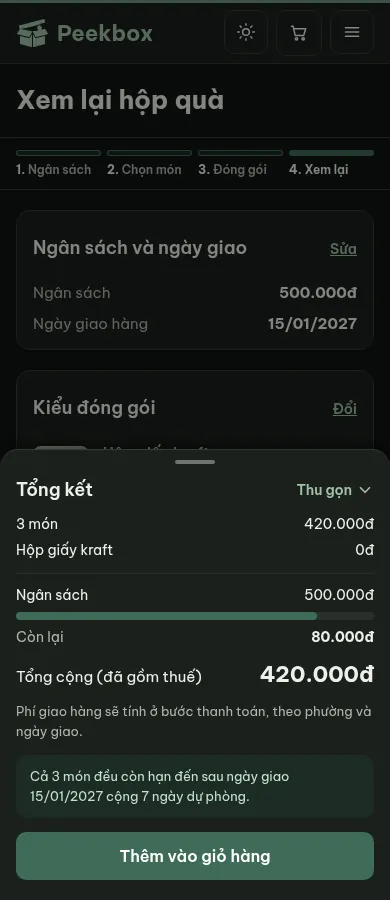 Peekbox
Xem lại hộp quà
1. Ngân sách 2. Chọn món 3. Đóng gói 4. Xem lại
Ngân sách và ngày giao Sửa
Ngân sách 500.000đ
Ngày giao hàng 15/01/2027
Kiểu đóng gói Đổi
Tổng kết Thu gọn
3 món 420.000đ
Hộp giấy kraft 0đ
Ngân sách 500.000đ
Còn lại 80.000đ
Tổng cộng (đã gồm thuế) 420.000đ
Phí giao hàng sẽ tính ở bước thanh toán, theo phường và
ngày giao.
Cả 3 món đều còn hạn đến sau ngày giao
15/01/2027 cộng 7 ngày dự phòng.
Thêm vào giỏ hàng